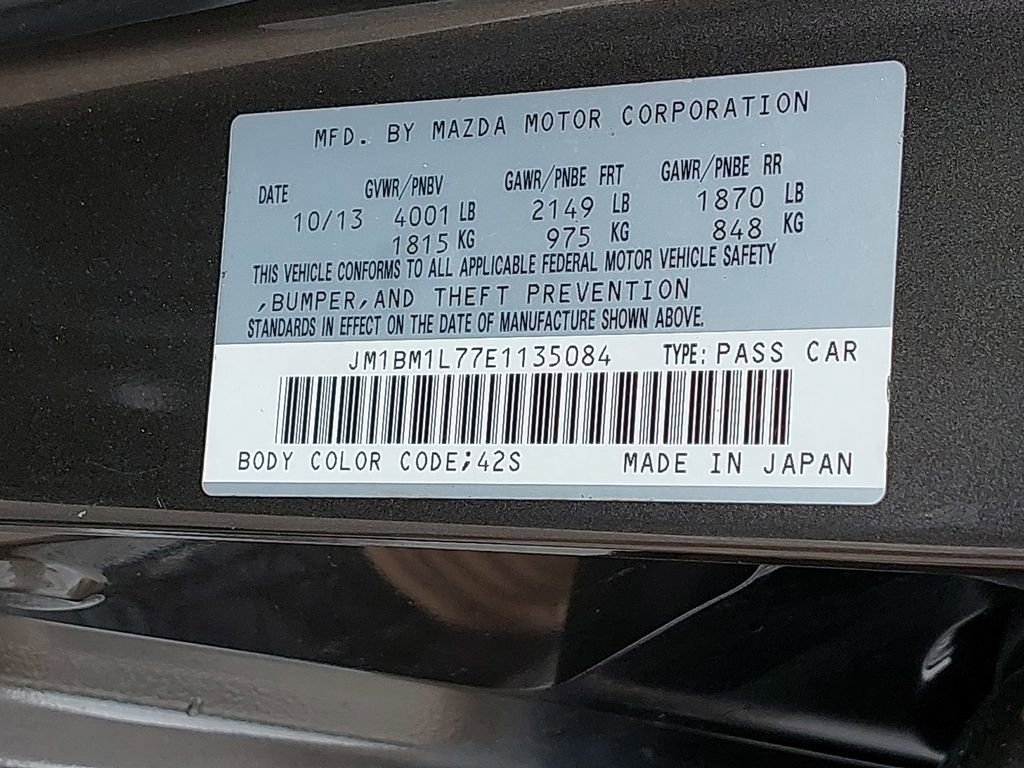 MFD. BY MAZDA MOTOR CORPORATION
DATE GVWR/PNBV GAWR/PNBE FRT GAWR/PNBE RR
10/13 4001 LB 2149 LB 1870 LB
1815 KG 975 KG 848 KG
THIS VEHICLE CONFORMS TO ALL APPLICABLE FEDERAL MOTOR VEHICLE SAFETY
,BUMPER,AND THEFT PREVENTION
STANDARDS IN EFFECT ON THE DATE OF MANUFACTURE SHOWN ABOVE.
JM1BM1L77E1135084 TYPE: PASS CAR
BODY COLOR CODE;42S MADE IN JAPAN